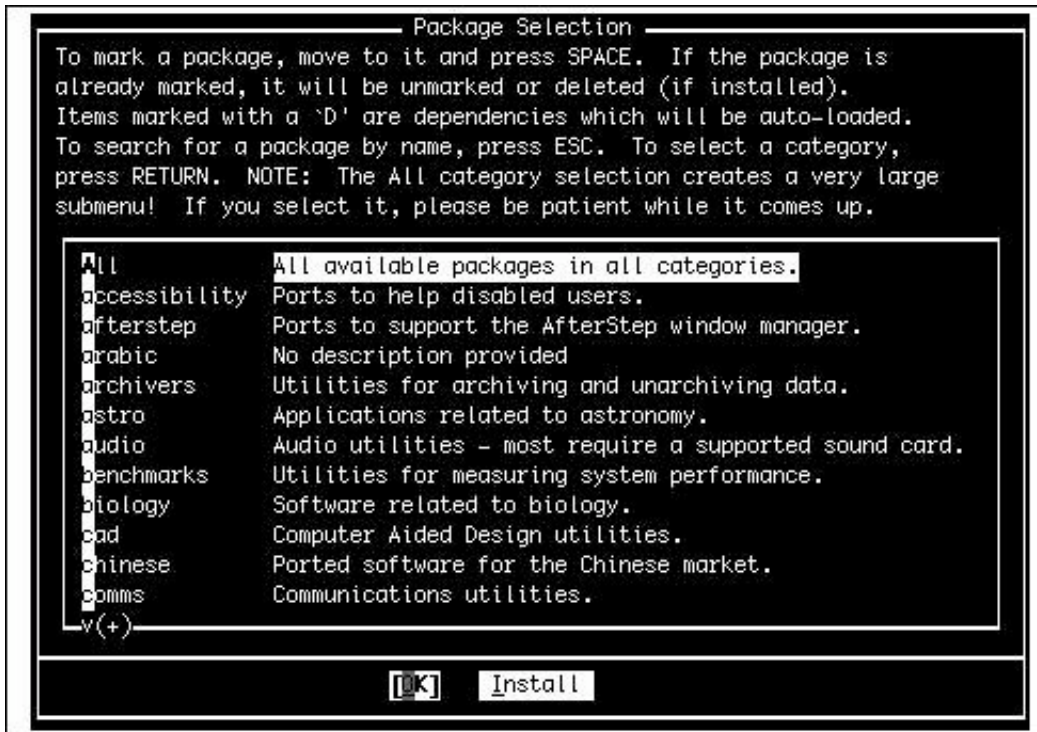 Package Selection
To mark a package, move to it and press SPACE.  If the package is
already marked, it will be unmarked or deleted (if installed).
Items marked with a `D' are dependencies which will be auto-loaded.
To search for a package by name, press ESC.  To select a category,
press RETURN.  NOTE:  The All category selection creates a very large
submenu!  If you select it, please be patient while it comes up.
All All available packages in all categories.
accessibility Ports to help disabled users.
afterstep Ports to support the AfterStep window manager.
arabic No description provided
archivers Utilities for archiving and unarchiving data.
astro Applications related to astronomy.
audio Audio utilities - most require a supported sound card.
benchmarks Utilities for measuring system performance.
biology Software related to biology.
cad Computer Aided Design utilities.
chinese Ported software for the Chinese market.
comms Communications utilities.
v(+)
[OK] Install